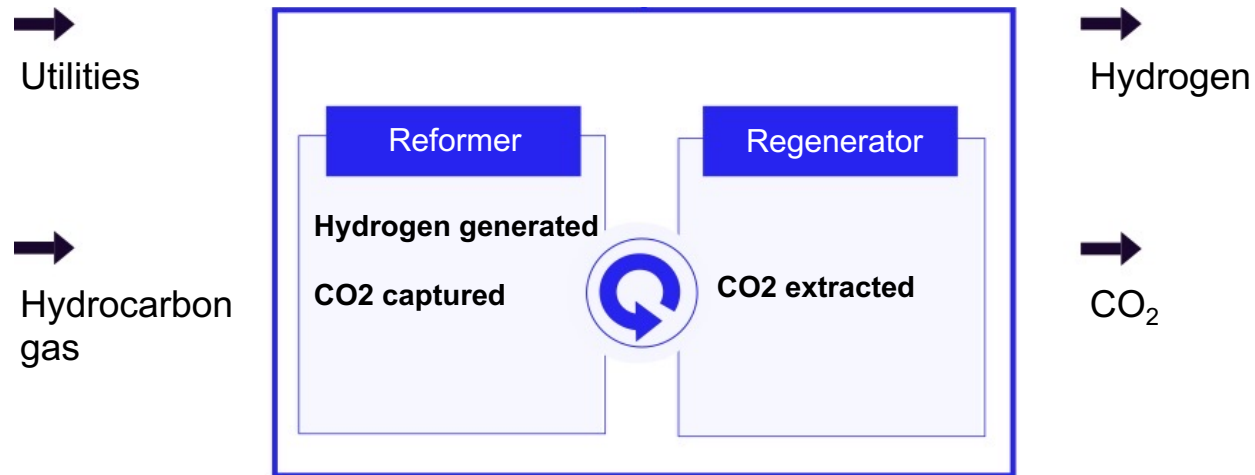 Utilities
Hydrocarbon
gas
Reformer
Hydrogen generated
CO2 captured
Regenerator
CO2 extracted
Hydrogen
CO₂